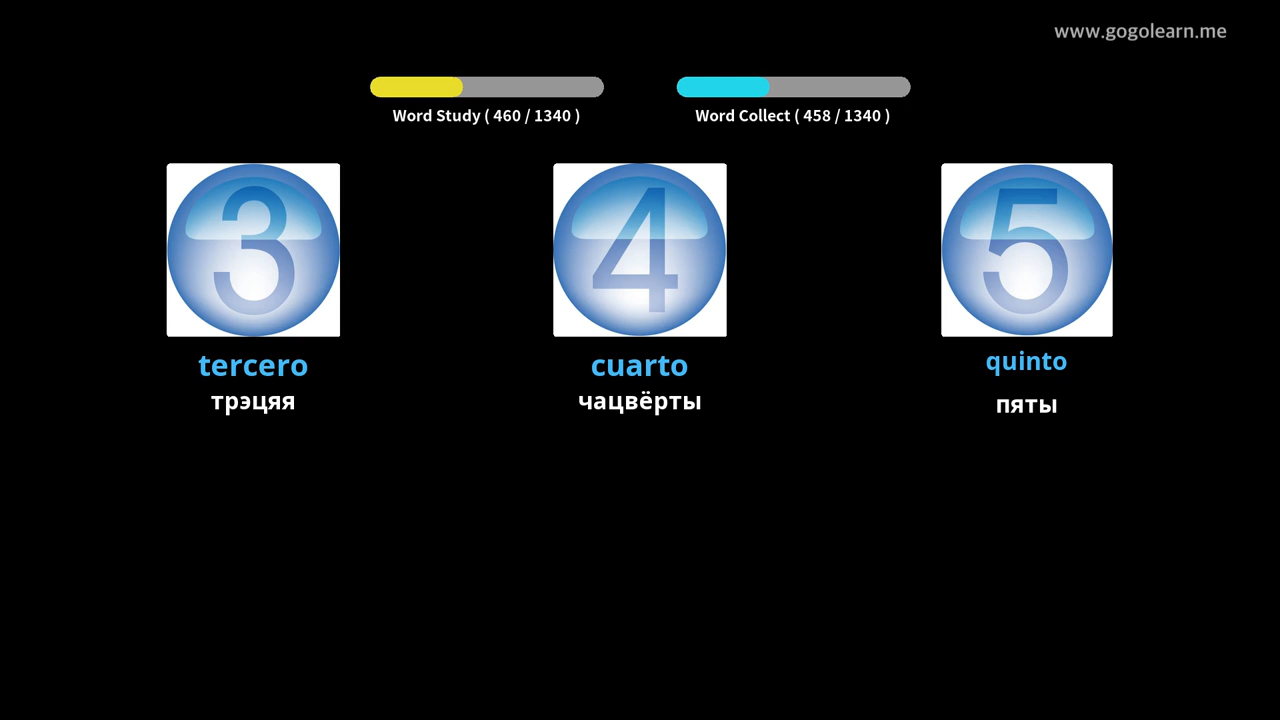 www.gogolearn.me
Word Study ( 460 / 1340 )
Word Collect ( 458 / 1340 )
3
4
5
tercero
cuarto
quinto
трэцяя
чацвёрты
пяты